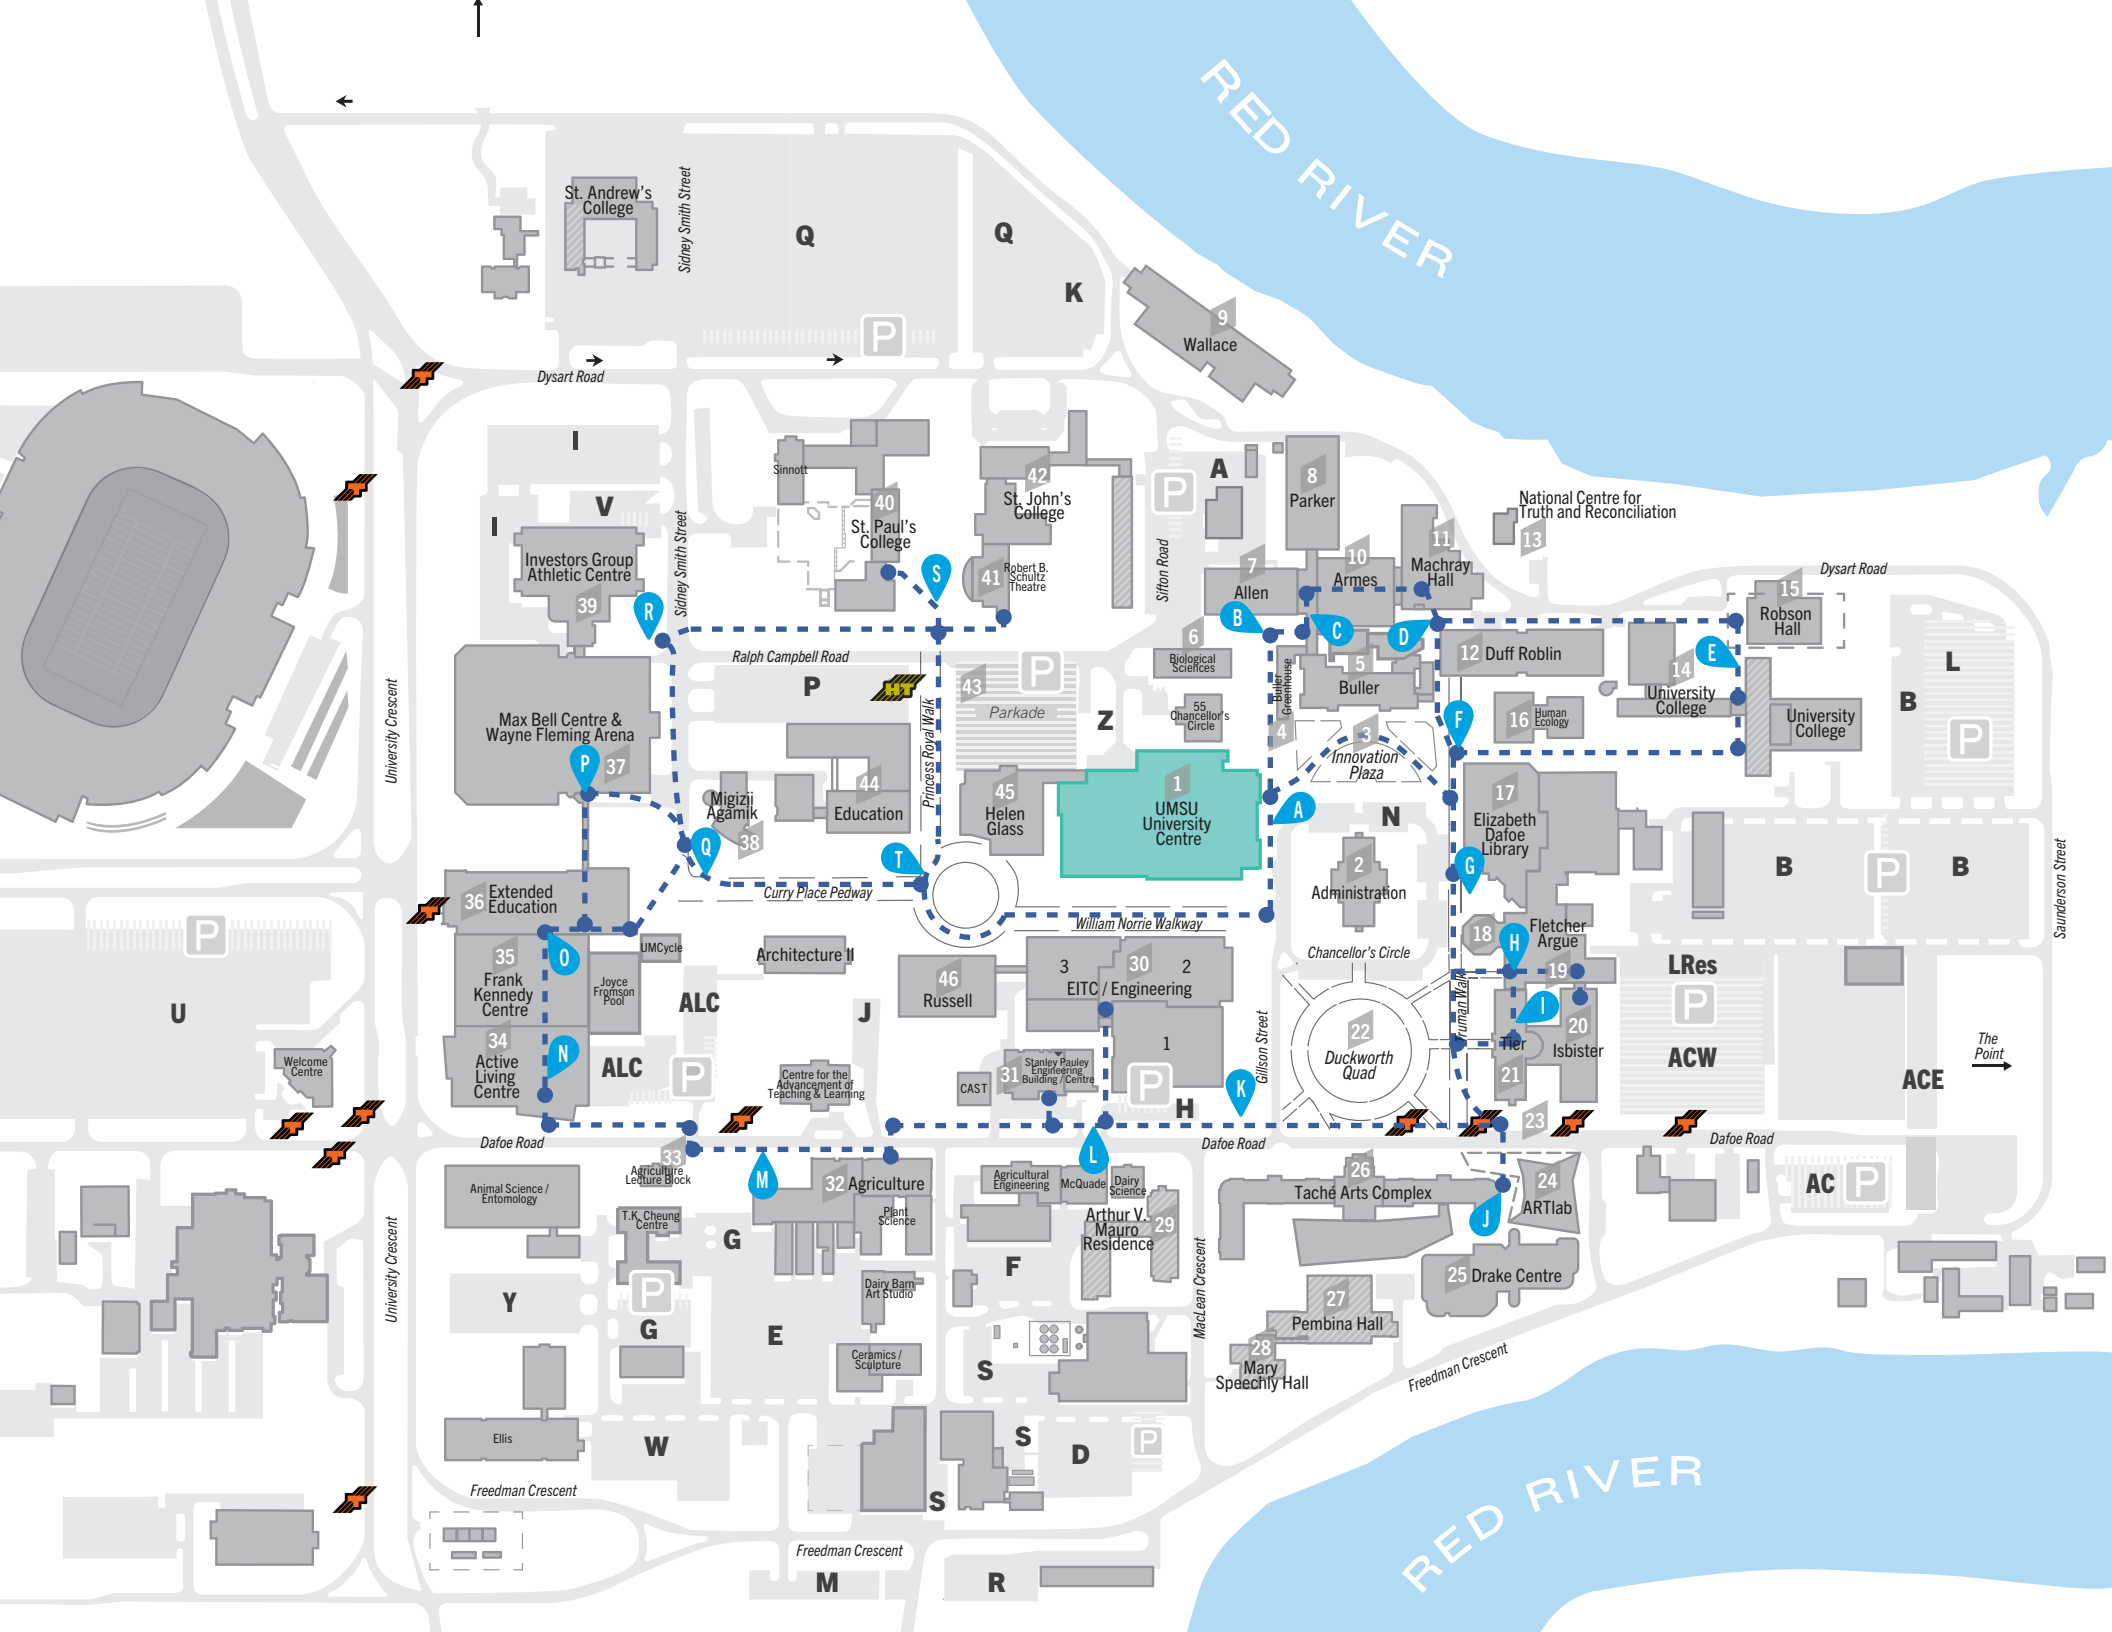 RED RIVER
St. Andrew's
College
Sidney Smith Street
Q
Q
K
P
9
Wallace
Dysart Road
T
T
I
V
I
Sinnott
40
St. Paul's
College
42
St. John's
College
41
Robert B.
Schultz
Theatre
Investors Group
Athletic Centre
39
Sidney Smith Street
R
S
A
P
Sifton Road
8
Parker
7
Allen
10
Armes
11
Machray
Hall
National Centre for
Truth and Reconciliation
13
Dysart Road
15
Robson
Hall
B
C
D
E
6
Biological
Sciences
5
Buller
Buller
Greenhouse
4
12 Duff Roblin
14
University
College
University
College
L
B
P
Ralph Campbell Road
P
HT
43
Parkade
P
Z
55
Chancellor's
Circle
Princess Royal Walk
University Crescent
Max Bell Centre &
Wayne Fleming Arena
P
37
3
Innovation
Plaza
F
16
Human
Ecology
Migizii
Agamik
38
44
Education
45
Helen
Glass
1
UMSU
University
Centre
A
N
2
Administration
17
Elizabeth
Dafoe
Library
G
B
P
B
Saunderson Street
Q
T
Curry Place Pedway
William Norrie Walkway
Chancellor's Circle
T
36 Extended
Education
P
U
O
UMCycle
Architecture II
35
Frank
Kennedy
Centre
Joyce
Fromson
Pool
ALC
46
Russell
3
30
2
EITC / Engineering
1
J
18
Fletcher
Argue
H
19
LRes
P
I
20
Isbister
Tier
21
Truman Walk
22
Duckworth
Quad
Gillson Street
ACW
ACE
The
Point
34
Active
Living
Centre
N
ALC
P
Welcome
Centre
Centre for the
Advancement of
Teaching & Learning
CAST
31
Stanley Pauley
Engineering
Building / Centre
P
H
K
T
T
T
T
T
T
T
T
23
Dafoe Road
Dafoe Road
Dafoe Road
33
Agriculture
Lecture Block
M
L
32 Agriculture
Plant
Science
Animal Science /
Entomology
T.K. Cheung
Centre
G
Agricultural
Engineering
McQuade
Dairy
Science
Arthur V.
Mauro
Residence
29
26
Taché Arts Complex
J
24
ARTlab
AC
P
25 Drake Centre
27
Pembina Hall
28
Mary
Speechly Hall
MacLean Crescent
Freedman Crescent
University Crescent
Y
P
G
E
F
Dairy Barn
Art Studio
Ceramics /
Sculpture
S
Ellis
W
S
S
D
P
T
Freedman Crescent
Freedman Crescent
M
R
RED RIVER